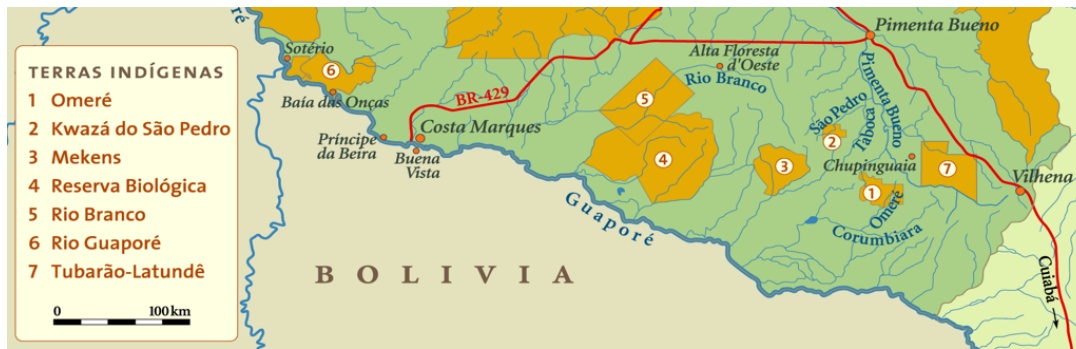 TERRAS INDÍGENAS
1 Omeré
2 Kwazá do São Pedro
3 Mekens
4 Reserva Biológica
5 Rio Branco
6 Rio Guaporé
7 Tubarão-Latundê
0 100 km
ré
Sotério
6
Baía das Onças
BR-429
Príncipe
da Beira
Costa Marques
Buena
Vista
Guaporé
BOLIVIA
Pimenta Bueno
Alta Floresta
d'Oeste
Rio Branco
5
4
3
São Pedro
2
Taboca
Pimenta Bueno
Chupinguaia
7
1
Omeré
Corumbiara
Vilhena
Cuiabá